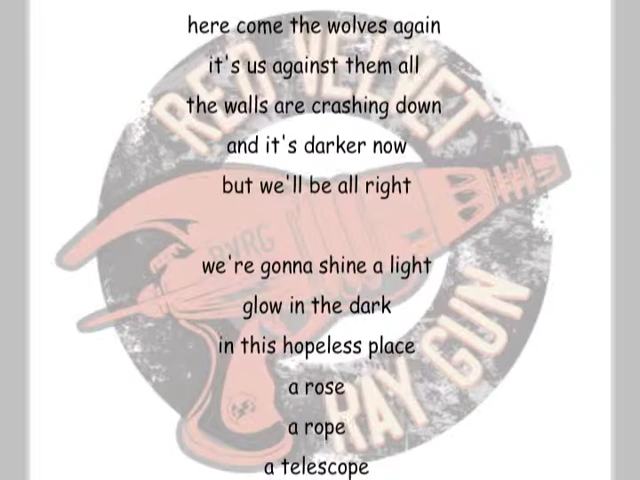 here come the wolves again
it's us against them all
the walls are crashing down
and it's darker now
but we'll be all right
we're gonna shine a light
glow in the dark
in this hopeless place
a rose
a rope
a telescope
RED VELVET
RVRG
RAY GUN